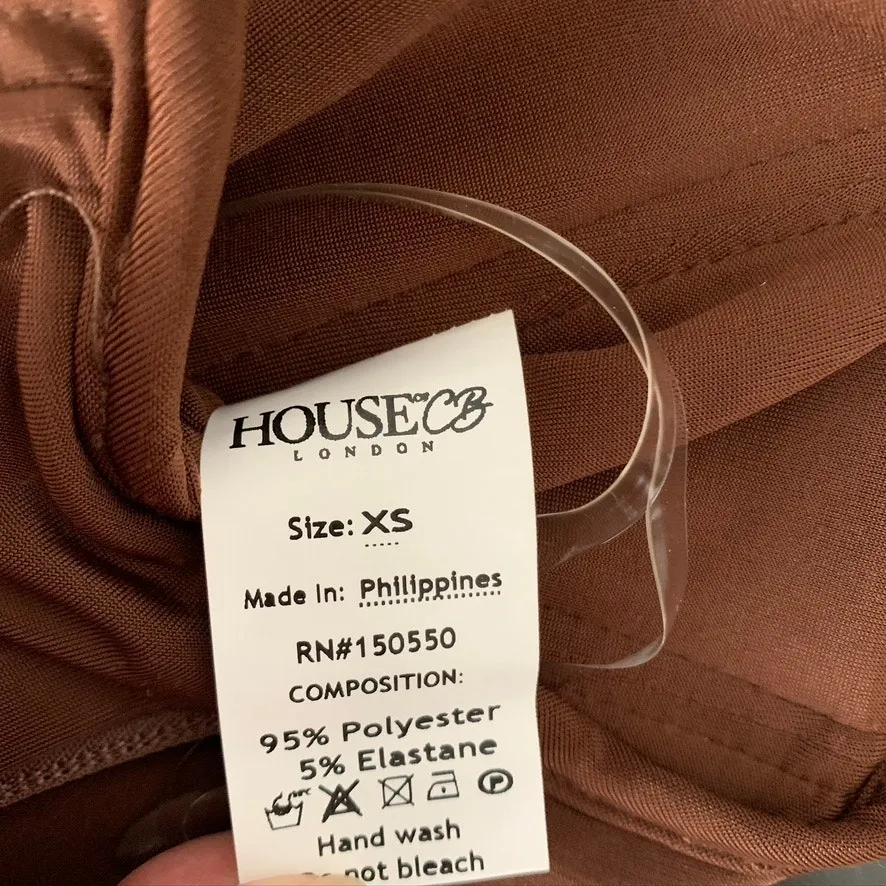 HOUSE OF CB
LONDON
Size: XS
Made In: Philippines
RN#150550
COMPOSITION:
95% Polyester
5% Elastane
P
Hand wash
not bleach